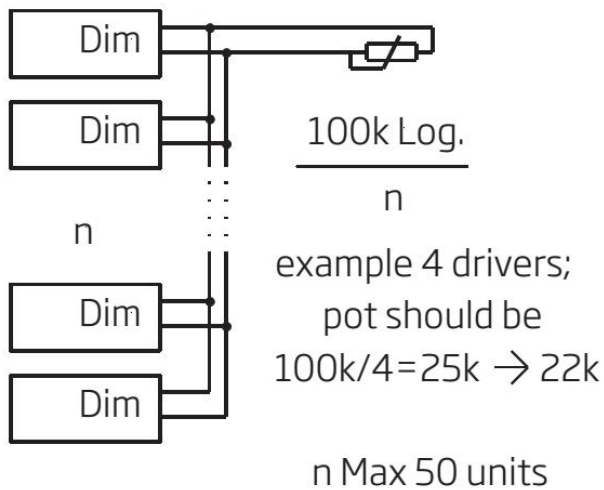 Dim
Dim
n
Dim
Dim
100k Log.
n
example 4 drivers;
pot should be
100k/4=25k → 22k
n Max 50 units